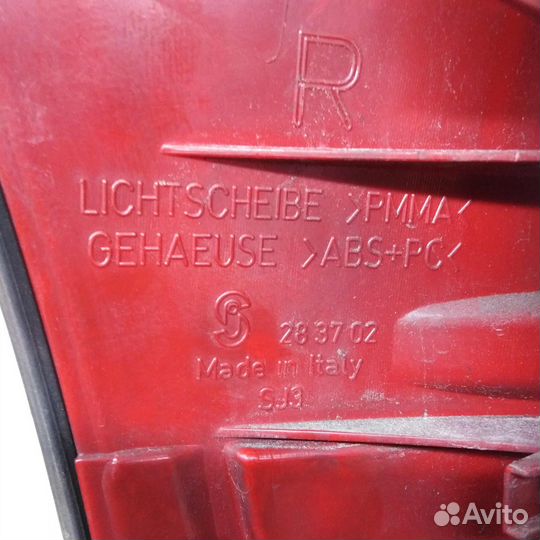 R
LICHTSCHEIBE >PMMA<
GEHAEUSE >ABS+PC<
28 37 02
Made in Italy
SJ3
Avito